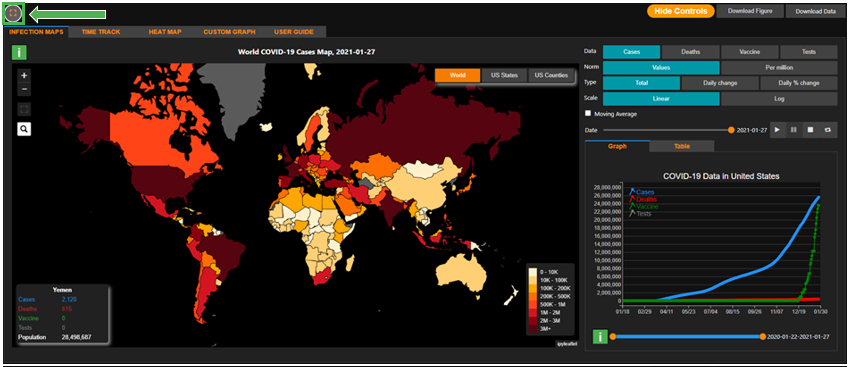 Hide Controls Download Figure Download Data
INFECTION MAPS TIME TRACK HEAT MAP CUSTOM GRAPH USER GUIDE
i World COVID-19 Cases Map, 2021-01-27
+
−
World US States US Counties
Yemen
Cases 2,120
Deaths 615
Vaccine 0
Tests 0
Population 28,498,687
0 - 10K
10K - 100K
100K - 200K
200K - 500K
500K - 1M
1M - 2M
2M - 3M
3M+
ipyleaflet
Data Cases Deaths Vaccine Tests
Norm Values Per million
Type Total Daily change Daily % change
Scale Linear Log
Moving Average
Date 2021-01-27
Graph Table
COVID-19 Data in United States
Cases
Deaths
Vaccine
Tests
28,000,000
26,000,000
24,000,000
22,000,000
20,000,000
18,000,000
16,000,000
14,000,000
12,000,000
10,000,000
8,000,000
6,000,000
4,000,000
2,000,000
0
01/18 02/29 04/11 05/23 07/04 08/15 09/26 11/07 12/19 01/30
i 2020-01-22-2021-01-27